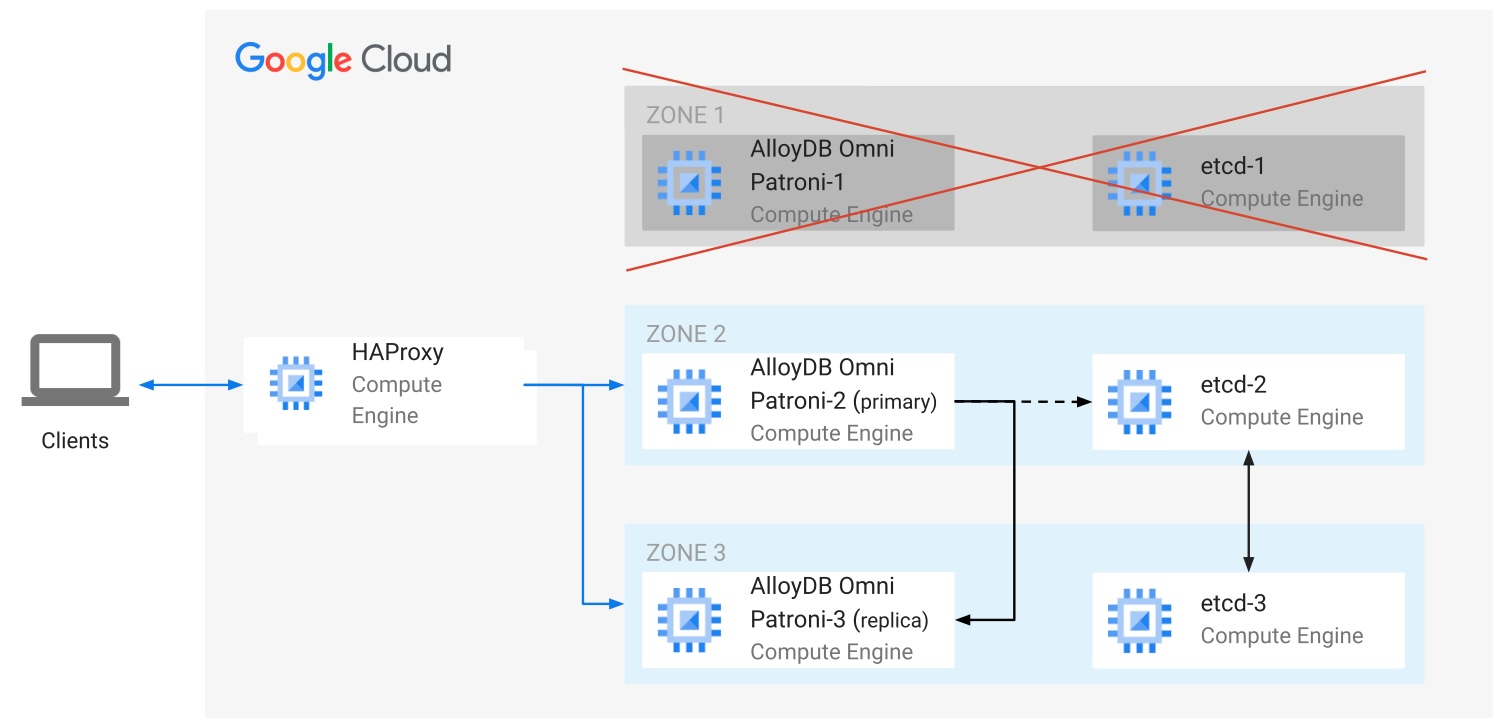 Google Cloud
ZONE 1
AlloyDB Omni
Patroni-1
Compute Engine
etcd-1
Compute Engine
Clients
HAProxy
Compute
Engine
ZONE 2
AlloyDB Omni
Patroni-2 (primary)
Compute Engine
etcd-2
Compute Engine
ZONE 3
AlloyDB Omni
Patroni-3 (replica)
Compute Engine
etcd-3
Compute Engine